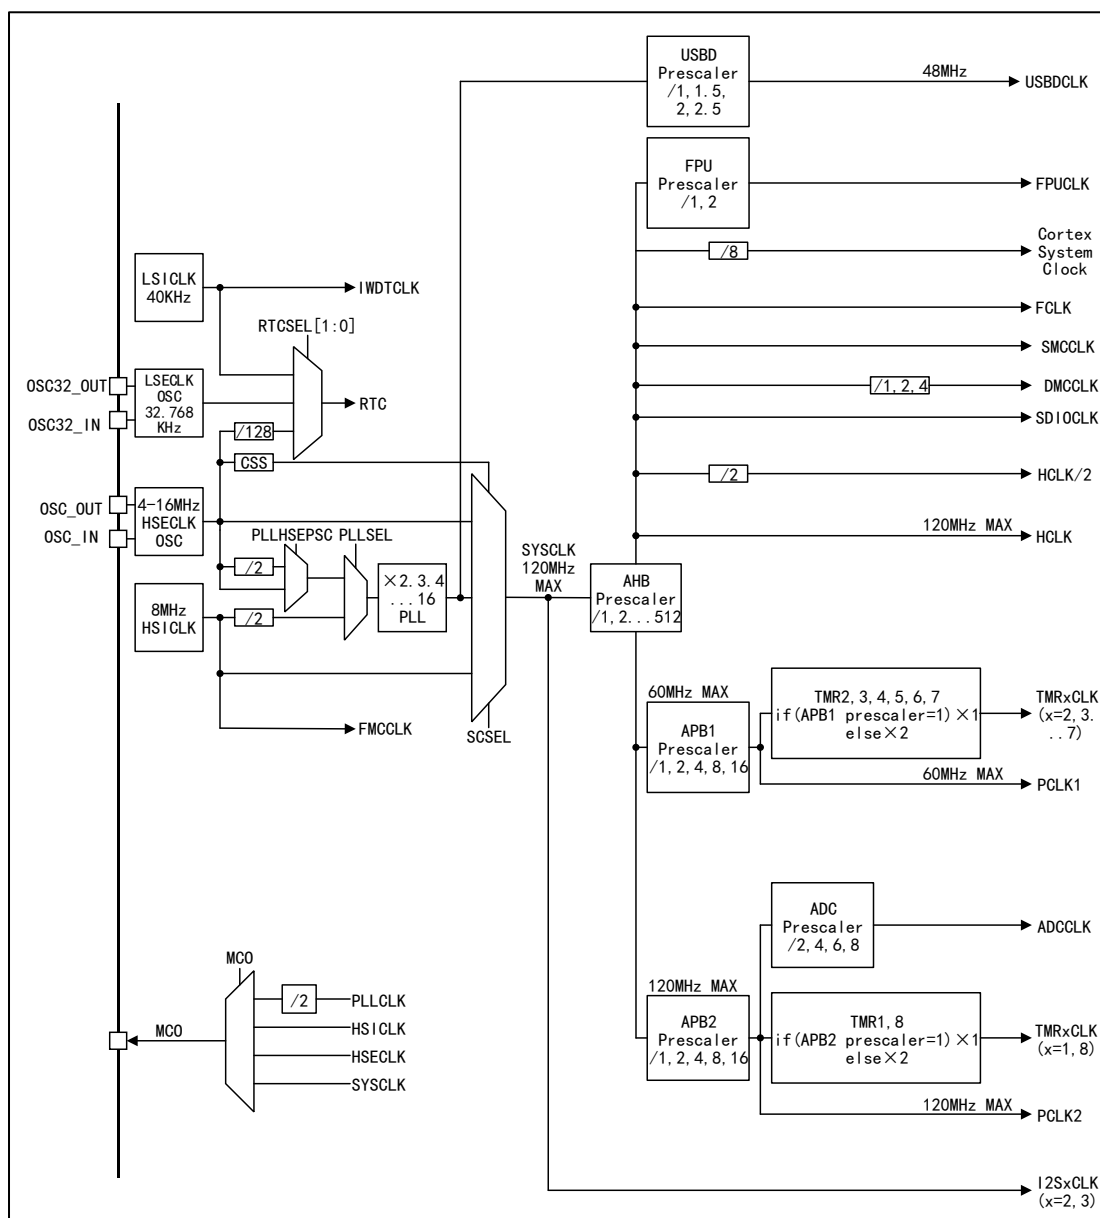 USBD
Prescaler
/1, 1.5,
2, 2.5
48MHz
USBDCLK
FPU
Prescaler
/1, 2
FPUCLK
/8
Cortex
System
Clock
LSICLK
40KHz
IWDTCLK
FCLK
RTCSEL[1:0]
SMCCLK
OSC32_OUT
OSC32_IN
LSECLK
OSC
32.768
KHz
RTC
/1, 2, 4
DMCCLK
SDIOCLK
/128
CSS
/2
HCLK/2
OSC_OUT
OSC_IN
4-16MHz
HSECLK
OSC
120MHz MAX
HCLK
PLLHSEPSC
PLLSEL
/2
SYSCLK
120MHz
MAX
×2. 3. 4
...16
PLL
AHB
Prescaler
/1, 2...512
8MHz
HSICLK
/2
FMCCLK
SCSEL
60MHz MAX
APB1
Prescaler
/1, 2, 4, 8, 16
TMR2, 3, 4, 5, 6, 7
if(APB1 prescaler=1) ×1
else×2
TMRxCLK
(x=2, 3.
..7)
60MHz MAX
PCLK1
ADC
Prescaler
/2, 4, 6, 8
ADCCLK
MCO
/2
PLLCLK
HSICLK
HSECLK
SYSCLK
MCO
120MHz MAX
APB2
Prescaler
/1, 2, 4, 8, 16
TMR1, 8
if(APB2 prescaler=1) ×1
else×2
TMRxCLK
(x=1, 8)
120MHz MAX
PCLK2
I2SxCLK
(x=2, 3)